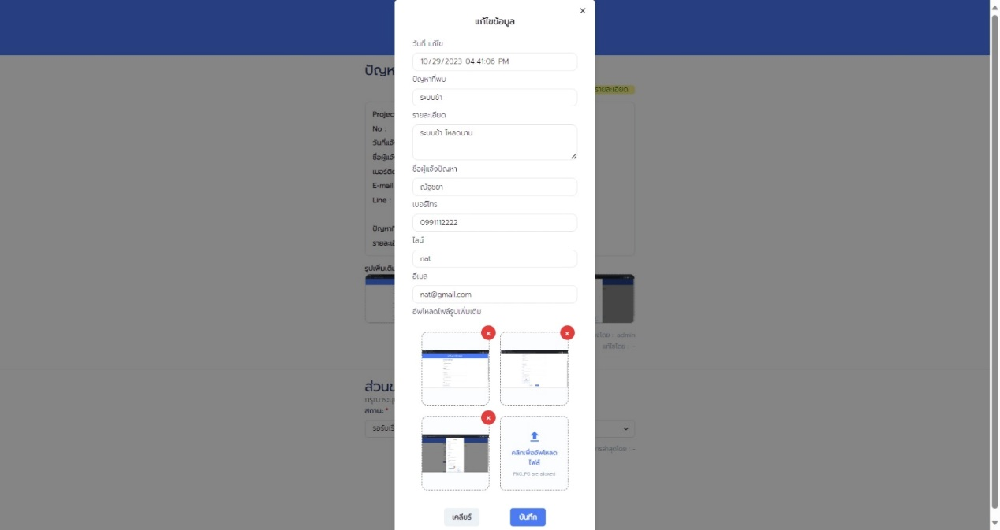 แก้ไขข้อมูล
วันที่ แก้ไข
10/29/2023 04:41:06 PM
ปัญหาที่พบ
ระบบช้า
รายละเอียด
ระบบช้า โหลดนาน
ชื่อผู้แจ้งปัญหา
ณัฐชยา
เบอร์โทร
0991112222
ไลน์
nat
อีเมล
nat@gmail.com
อัพโหลดไฟล์รูปเพิ่มเติม
คลิกเพื่ออัพโหลด
ไฟล์
PNG,JPG are allowed
เคลียร์
บันทึก
ปัญห
รายละเอียด
Projec
No :
วันที่แจ้
ชื่อผู้แจ้
เบอร์ติด
E-mail
Line :
ปัญหาที่
รายละเอี
รูปเพิ่มเติม
โดย : admin
แก้ไขโดย : -
ส่วน
กรุณาระบุ
สถานะ *
รอรับเรื่
ล่าสุดโดย : -